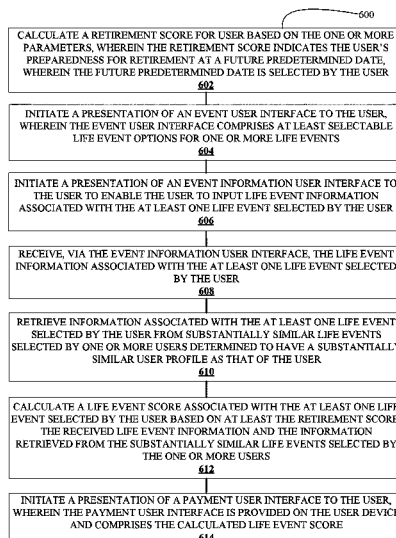 600
CALCULATE A RETIREMENT SCORE FOR USER BASED ON THE ONE OR MORE
PARAMETERS, WHEREIN THE RETIREMENT SCORE INDICATES THE USER'S
PREPAREDNESS FOR RETIREMENT AT A FUTURE PREDETERMINED DATE,
WHEREIN THE FUTURE PREDETERMINED DATE IS SELECTED BY THE USER
602
INITIATE A PRESENTATION OF AN EVENT USER INTERFACE TO THE USER,
WHEREIN THE EVENT USER INTERFACE COMPRISES AT LEAST SELECTABLE
LIFE EVENT OPTIONS FOR ONE OR MORE LIFE EVENTS
604
INITIATE A PRESENTATION OF AN EVENT INFORMATION USER INTERFACE TO
THE USER TO ENABLE THE USER TO INPUT LIFE EVENT INFORMATION
ASSOCIATED WITH THE AT LEAST ONE LIFE EVENT SELECTED BY THE USER
606
RECEIVE, VIA THE EVENT INFORMATION USER INTERFACE, THE LIFE EVENT
INFORMATION ASSOCIATED WITH THE AT LEAST ONE LIFE EVENT SELECTED
BY THE USER
608
RETRIEVE INFORMATION ASSOCIATED WITH THE AT LEAST ONE LIFE EVENT
SELECTED BY THE USER FROM SUBSTANTIALLY SIMILAR LIFE EVENTS
SELECTED BY ONE OR MORE USERS DETERMINED TO HAVE A SUBSTANTIALLY
SIMILAR USER PROFILE AS THAT OF THE USER
610
CALCULATE A LIFE EVENT SCORE ASSOCIATED WITH THE AT LEAST ONE LIFE
EVENT SELECTED BY THE USER BASED ON AT LEAST THE RETIREMENT SCORE,
THE RECEIVED LIFE EVENT INFORMATION AND THE INFORMATION
RETRIEVED FROM THE SUBSTANTIALLY SIMILAR LIFE EVENTS SELECTED BY
THE ONE OR MORE USERS
612
INITIATE A PRESENTATION OF A PAYMENT USER INTERFACE TO THE USER,
WHEREIN THE PAYMENT USER INTERFACE IS PROVIDED ON THE USER DEVICE
AND COMPRISES THE CALCULATED LIFE EVENT SCORE
614